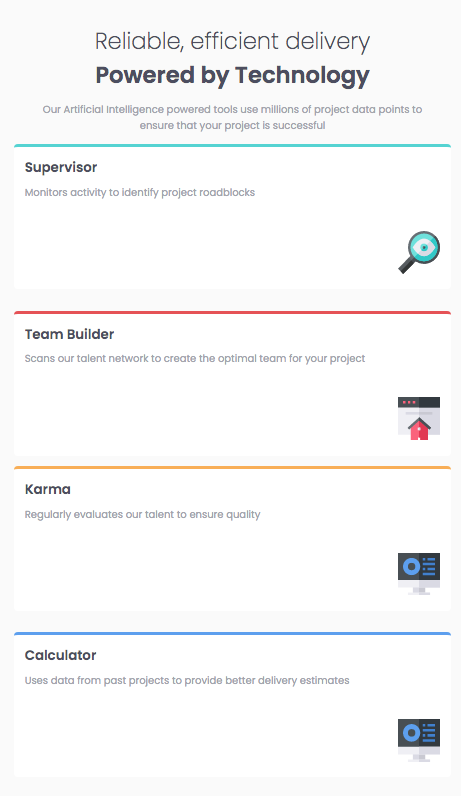 Reliable, efficient delivery
Powered by Technology
Our Artificial Intelligence powered tools use millions of project data points to
ensure that your project is successful
Supervisor
Monitors activity to identify project roadblocks
Team Builder
Scans our talent network to create the optimal team for your project
Karma
Regularly evaluates our talent to ensure quality
Calculator
Uses data from past projects to provide better delivery estimates